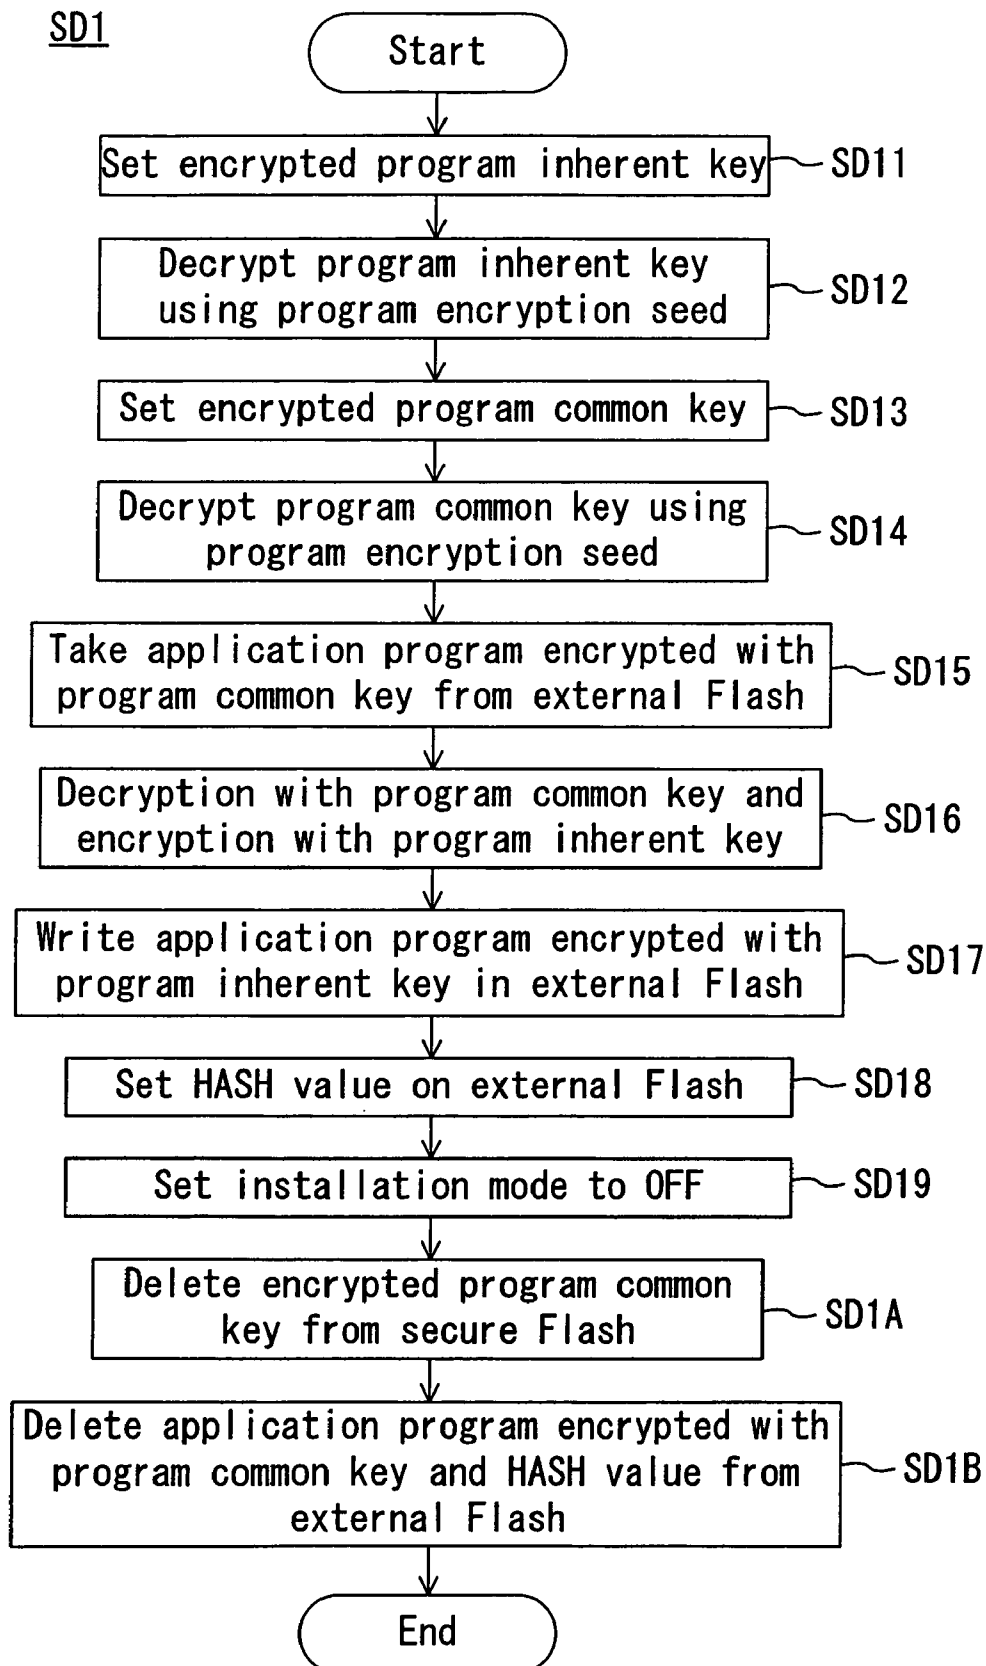 SD1
Start
Set encrypted program inherent key
SD11
Decrypt program inherent key
using program encryption seed
SD12
Set encrypted program common key
SD13
Decrypt program common key using
program encryption seed
SD14
Take application program encrypted with
program common key from external Flash
SD15
Decryption with program common key and
encryption with program inherent key
SD16
Write application program encrypted with
program inherent key in external Flash
SD17
Set HASH value on external Flash
SD18
Set installation mode to OFF
SD19
Delete encrypted program common
key from secure Flash
SD1A
Delete application program encrypted with
program common key and HASH value from
external Flash
SD1B
End